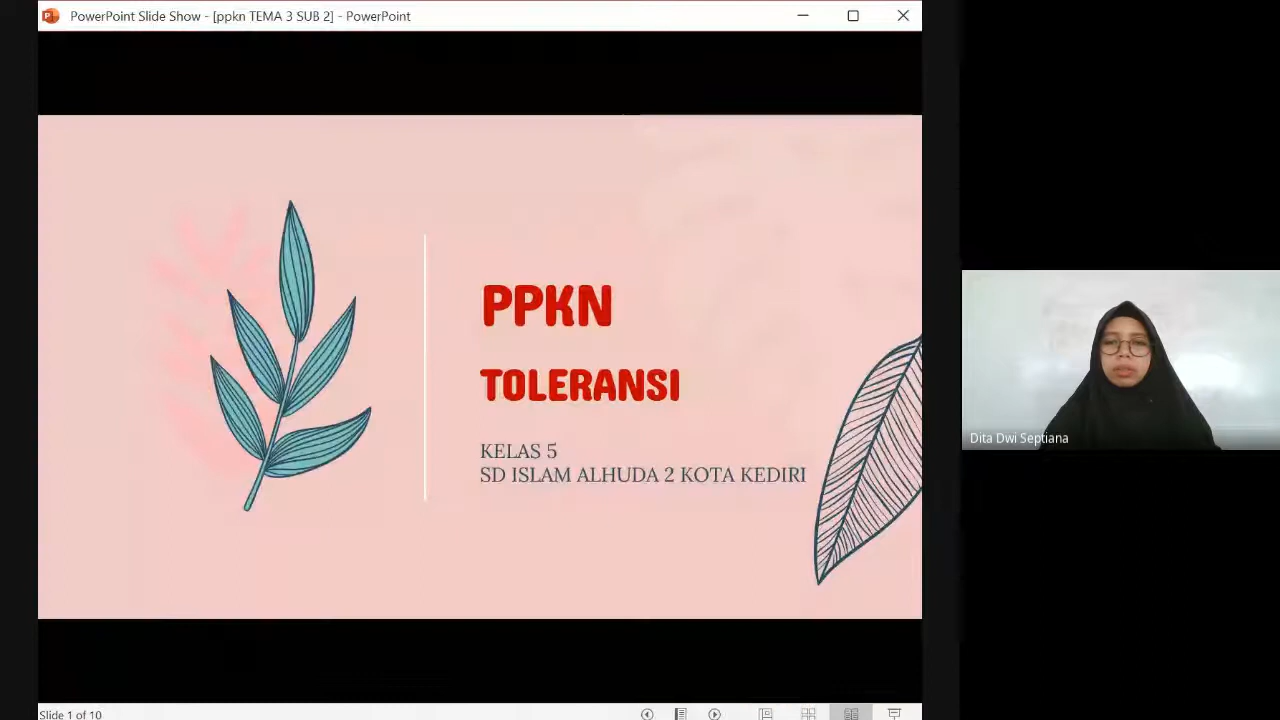 PowerPoint Slide Show - [ppkn TEMA 3 SUB 2] - PowerPoint
PPKN
TOLERANSI
KELAS 5
SD ISLAM ALHUDA 2 KOTA KEDIRI
Dita Dwi Septiana
Slide 1 of 10